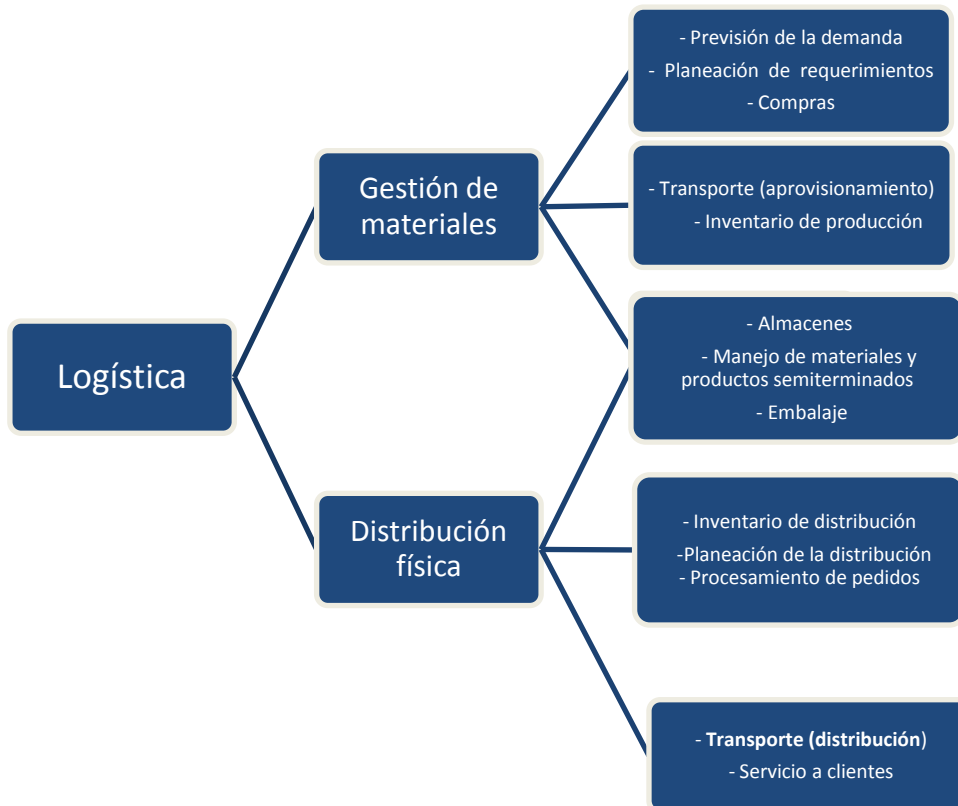 Logística
Gestión de
materiales
Distribución
física
- Previsión de la demanda
- Planeación de requerimientos
- Compras
- Transporte (aprovisionamiento)
- Inventario de producción
- Almacenes
- Manejo de materiales y
productos semiterminados
- Embalaje
- Inventario de distribución
-Planeación de la distribución
- Procesamiento de pedidos
- Transporte (distribución)
- Servicio a clientes